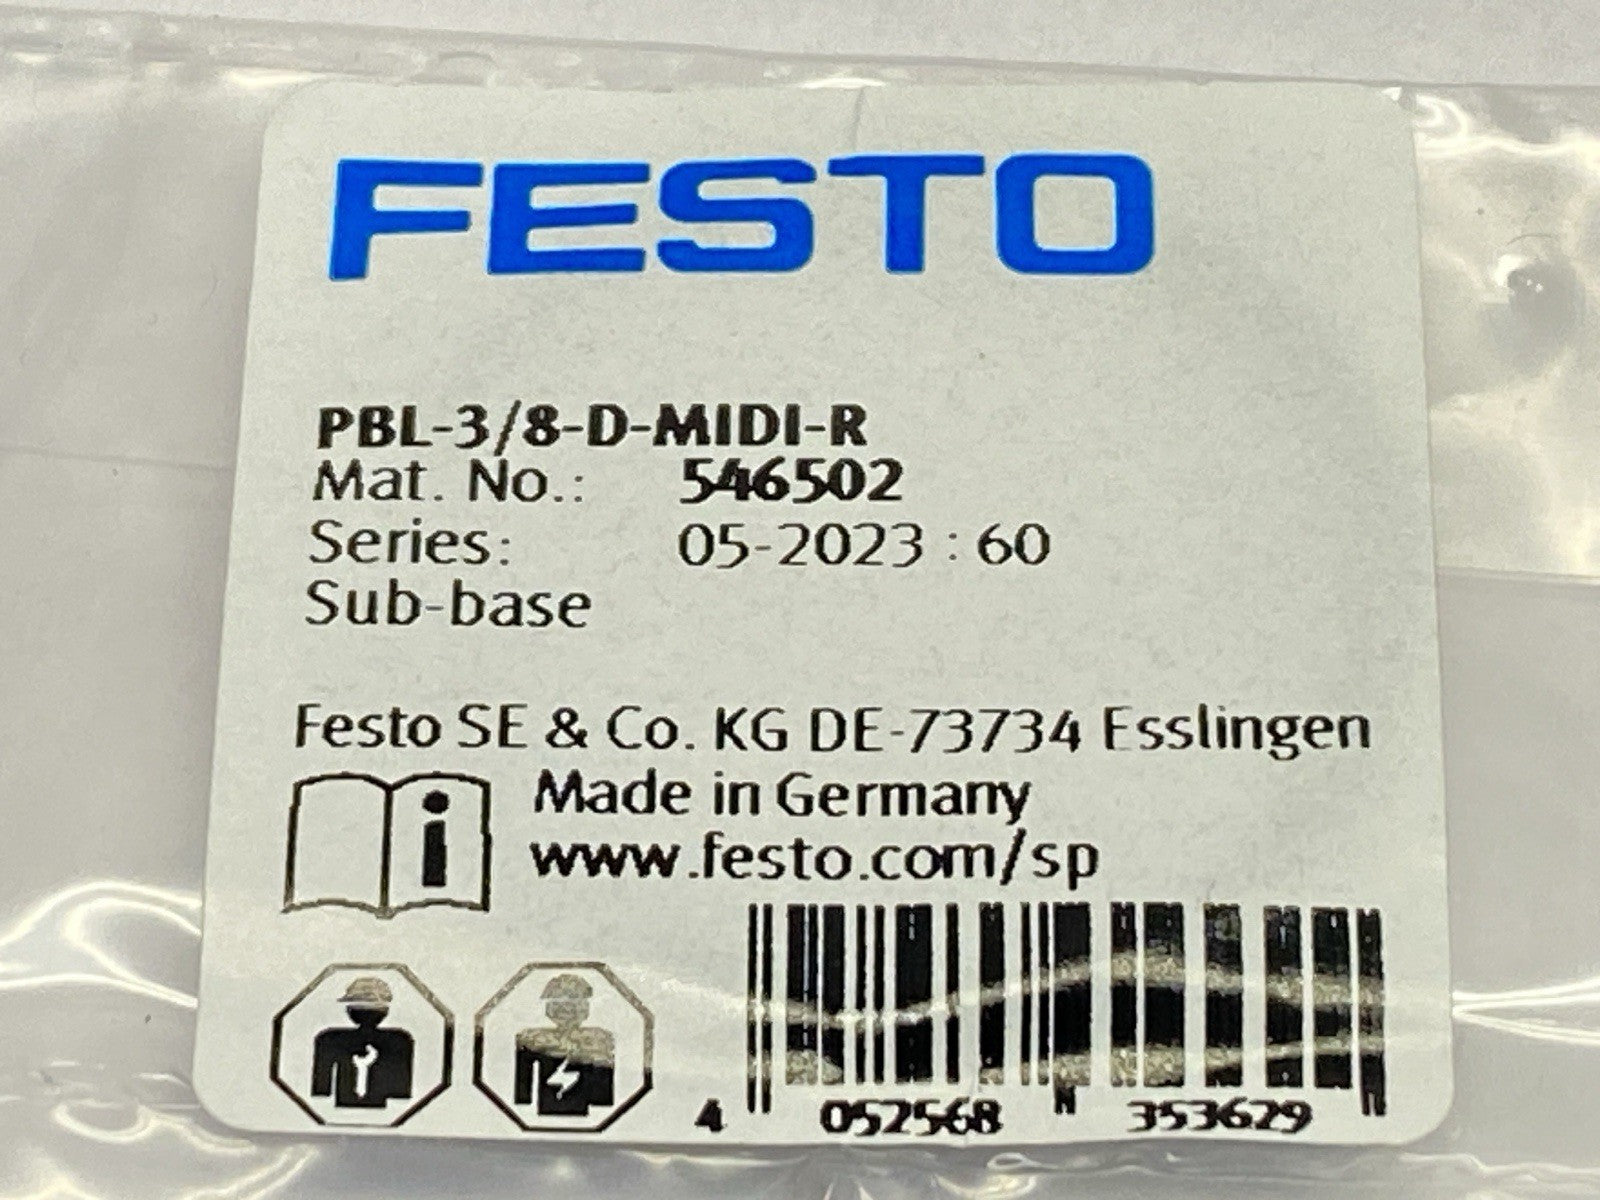 FESTO
PBL-3/8-D-MIDI-R
Mat. No.: 546502
Series: 05-2023 : 60
Sub-base
Festo SE & Co. KG DE-73734 Esslingen
Made in Germany
www.festo.com/sp
4 052568 353629